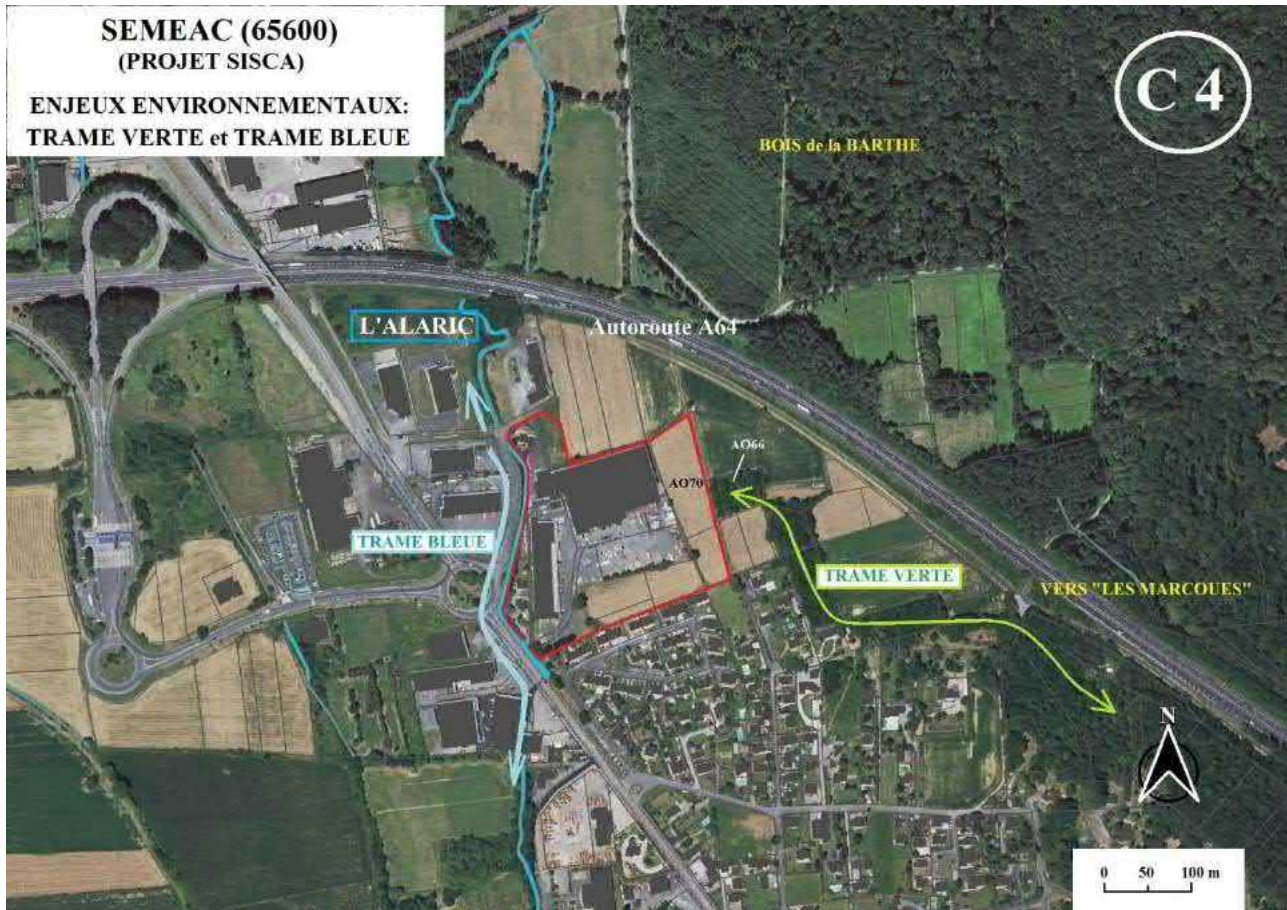 SEMEAC (65600)
(PROJET SISCA)
ENJEUX ENVIRONNEMENTAUX:
TRAME VERTE et TRAME BLEUE
C 4
BOIS de la BARTHE
L'ALARIC
Autoroute A64
AO66
AO70
TRAME BLEUE
TRAME VERTE
VERS "LES MARCOUES"
N
0 50 100 m